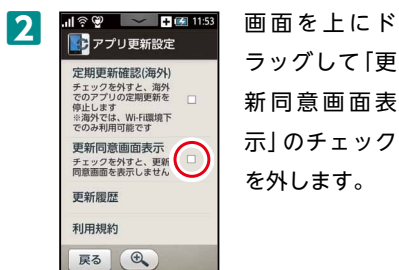 2
11:53
アプリ更新設定
定期更新確認(海外)
チェックを外すと、海外
でのアプリの定期更新を
停止します
※海外では、Wi-Fi環境下
でのみ利用可能です
更新同意画面表示
チェックを外すと、更新
同意画面を表示しません
更新履歴
利用規約
戻る
画面を上にド
ラッグして「更
新同意画面表
示」のチェック
を外します。